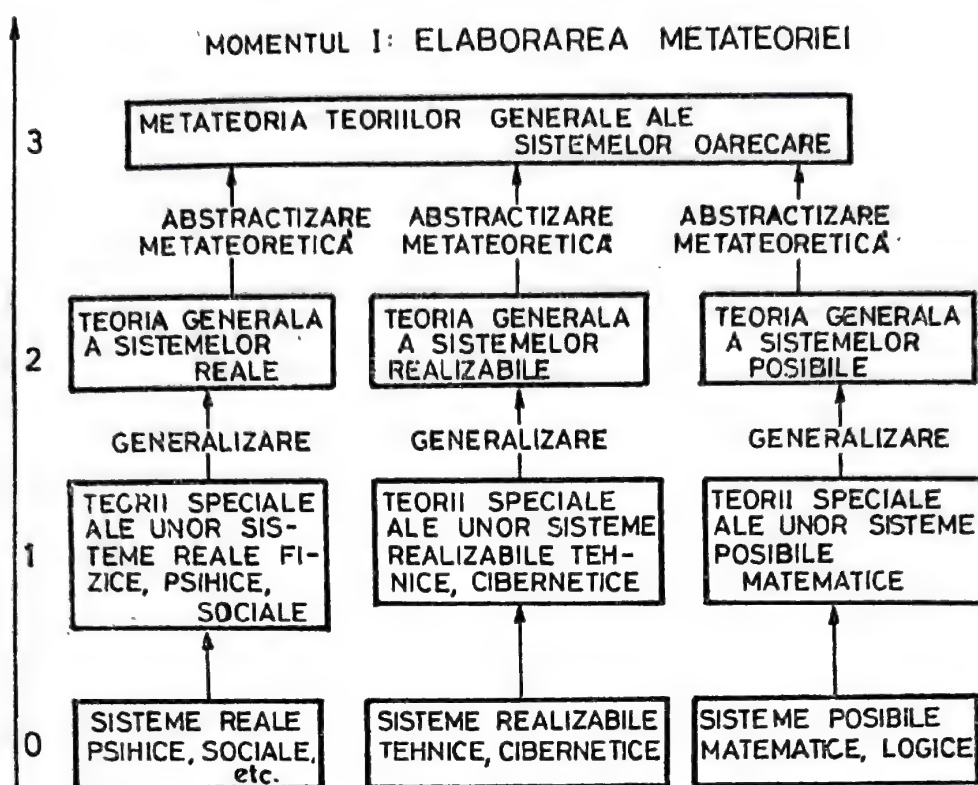 MOMENTUL I: ELABORAREA METATEORIEI
3
METATEORIA TEORIILOR GENERALE ALE
SISTEMELOR OARECARE
ABSTRACTIZARE
METATEORETICĂ
ABSTRACTIZARE
METATEORETICĂ
ABSTRACTIZARE
METATEORETICĂ
2
TEORIA GENERALA
A SISTEMELOR
REALE
TEORIA GENERALA
A SISTEMELOR
REALIZABILE
TEORIA GENERALA
A SISTEMELOR
POSIBILE
GENERALIZARE
GENERALIZARE
GENERALIZARE
1
TEORII SPECIALE
ALE UNOR SIS-
TEME REALE FI-
ZICE, PSIHICE,
SOCIALE
TEORII SPECIALE
ALE UNOR SISTEME
REALIZABILE TEH-
NICE, CIBERNETICE
TEORII SPECIALE
ALE UNOR SISTEME
POSIBILE
MATEMATICE
0
SISTEME REALE
PSIHICE, SOCIALE,
etc.
SISTEME REALIZABILE
TEHNICE, CIBERNETICE
SISTEME POSIBILE
MATEMATICE, LOGICE